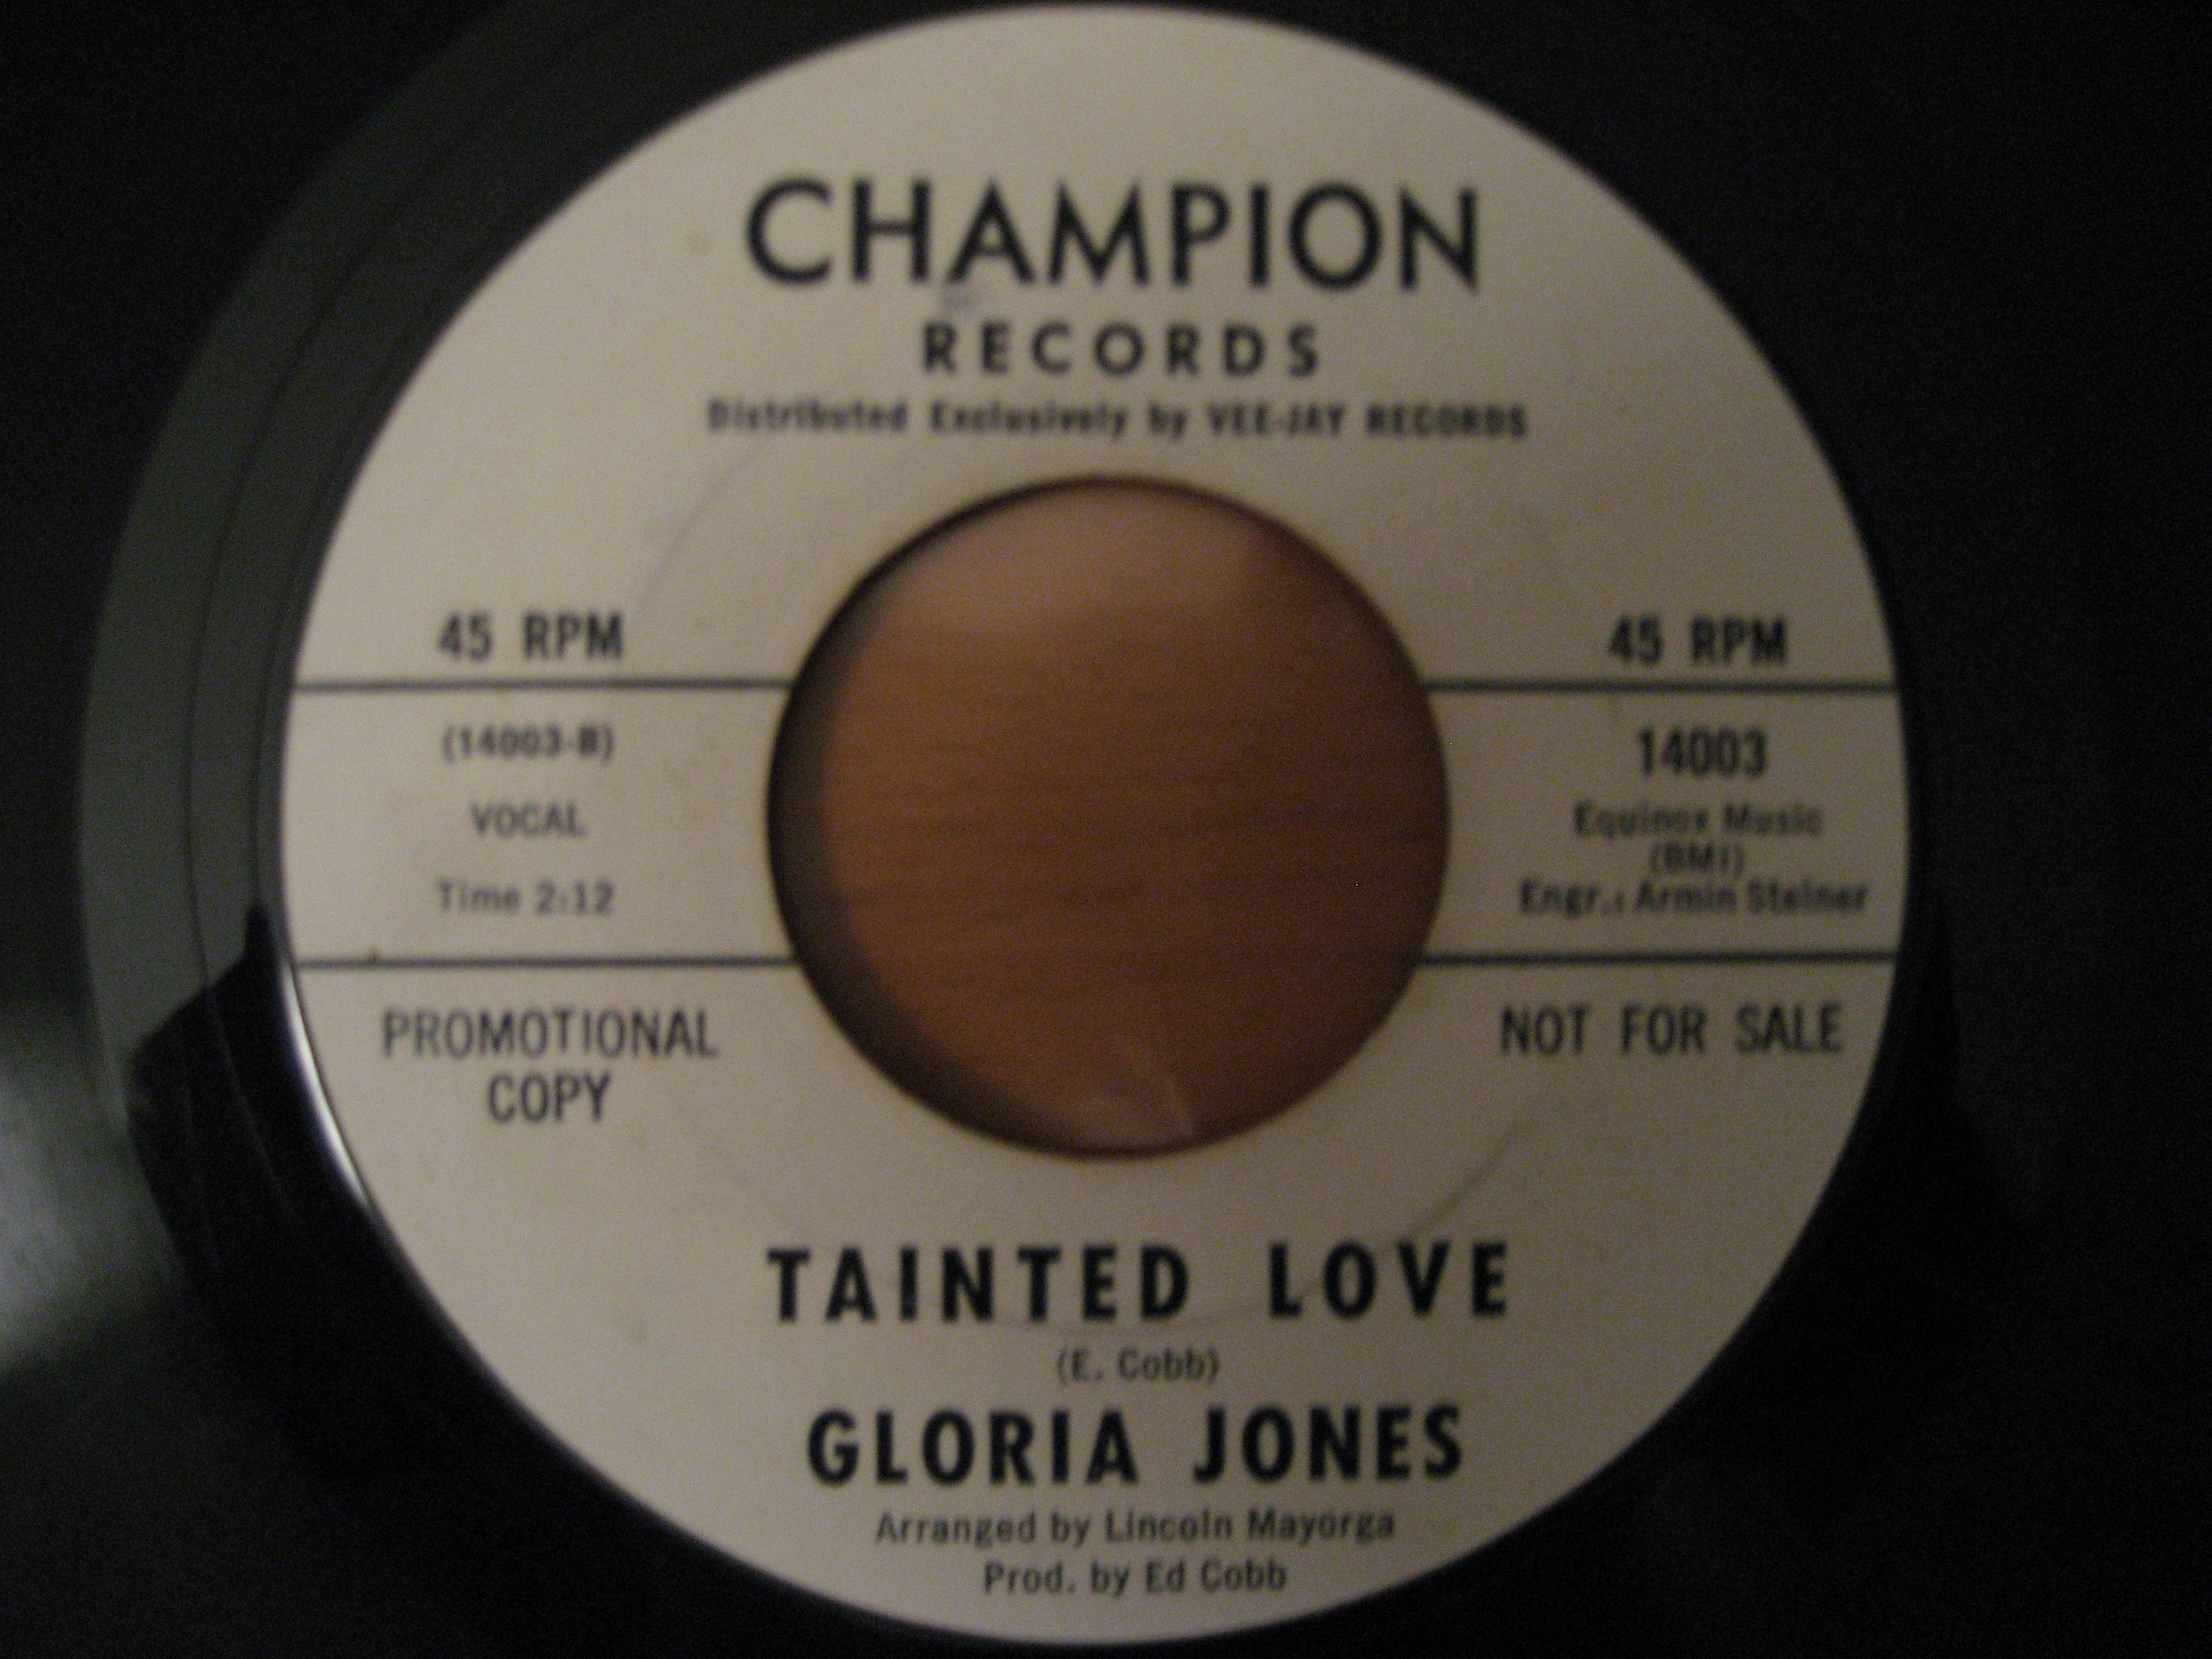 CHAMPION
RECORDS
Distributed Exclusively by VEE-JAY RECORDS
45 RPM
45 RPM
(14003-B)
VOCAL
Time 2:12
14003
Equinox Music
(BMI)
Engr.: Armin Steiner
PROMOTIONAL
COPY
NOT FOR SALE
TAINTED LOVE
(E. Cobb)
GLORIA JONES
Arranged by Lincoln Mayorga
Prod. by Ed Cobb